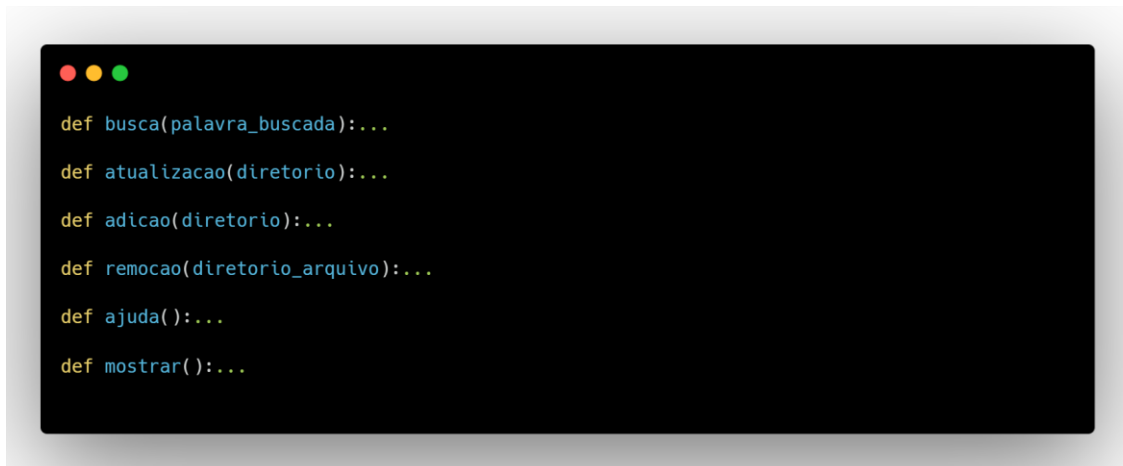 def busca(palavra_buscada):...
def atualizacao(diretorio):...
def adicao(diretorio):...
def remocao(diretorio_arquivo):...
def ajuda():...
def mostrar():...